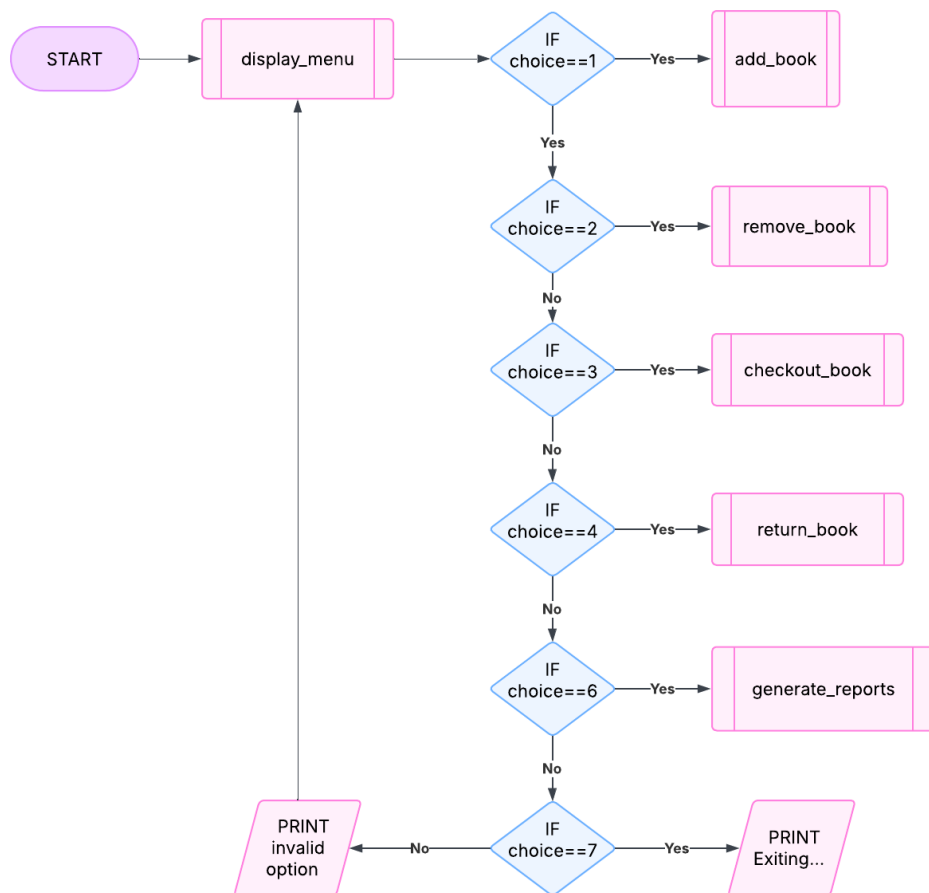 START
display_menu
IF
choice==1
Yes
add_book
Yes
IF
choice==2
Yes
remove_book
No
IF
choice==3
Yes
checkout_book
No
IF
choice==4
Yes
return_book
No
IF
choice==6
Yes
generate_reports
No
PRINT
invalid
option
No
IF
choice==7
Yes
PRINT
Exiting...